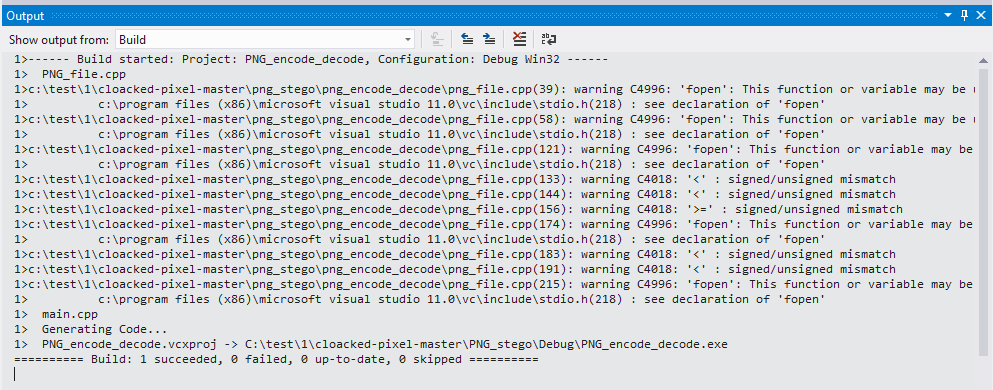 Output
Show output from: Build
1>------ Build started: Project: PNG_encode_decode, Configuration: Debug Win32 ------
1>  PNG_file.cpp
1>c:\test\1\cloacked-pixel-master\png_stego\png_encode_decode\png_file.cpp(39): warning C4996: 'fopen': This function or variable may be
1>          c:\program files (x86)\microsoft visual studio 11.0\vc\include\stdio.h(218) : see declaration of 'fopen'
1>c:\test\1\cloacked-pixel-master\png_stego\png_encode_decode\png_file.cpp(58): warning C4996: 'fopen': This function or variable may be
1>          c:\program files (x86)\microsoft visual studio 11.0\vc\include\stdio.h(218) : see declaration of 'fopen'
1>c:\test\1\cloacked-pixel-master\png_stego\png_encode_decode\png_file.cpp(121): warning C4996: 'fopen': This function or variable may be
1>          c:\program files (x86)\microsoft visual studio 11.0\vc\include\stdio.h(218) : see declaration of 'fopen'
1>c:\test\1\cloacked-pixel-master\png_stego\png_encode_decode\png_file.cpp(133): warning C4018: '<' : signed/unsigned mismatch
1>c:\test\1\cloacked-pixel-master\png_stego\png_encode_decode\png_file.cpp(144): warning C4018: '<' : signed/unsigned mismatch
1>c:\test\1\cloacked-pixel-master\png_stego\png_encode_decode\png_file.cpp(156): warning C4018: '>=' : signed/unsigned mismatch
1>c:\test\1\cloacked-pixel-master\png_stego\png_encode_decode\png_file.cpp(174): warning C4996: 'fopen': This function or variable may be
1>          c:\program files (x86)\microsoft visual studio 11.0\vc\include\stdio.h(218) : see declaration of 'fopen'
1>c:\test\1\cloacked-pixel-master\png_stego\png_encode_decode\png_file.cpp(183): warning C4018: '<' : signed/unsigned mismatch
1>c:\test\1\cloacked-pixel-master\png_stego\png_encode_decode\png_file.cpp(191): warning C4018: '<' : signed/unsigned mismatch
1>c:\test\1\cloacked-pixel-master\png_stego\png_encode_decode\png_file.cpp(215): warning C4996: 'fopen': This function or variable may be
1>          c:\program files (x86)\microsoft visual studio 11.0\vc\include\stdio.h(218) : see declaration of 'fopen'
1>  main.cpp
1>  Generating Code...
1>  PNG_encode_decode.vcxproj -> C:\test\1\cloacked-pixel-master\PNG_stego\Debug\PNG_encode_decode.exe
========== Build: 1 succeeded, 0 failed, 0 up-to-date, 0 skipped ==========